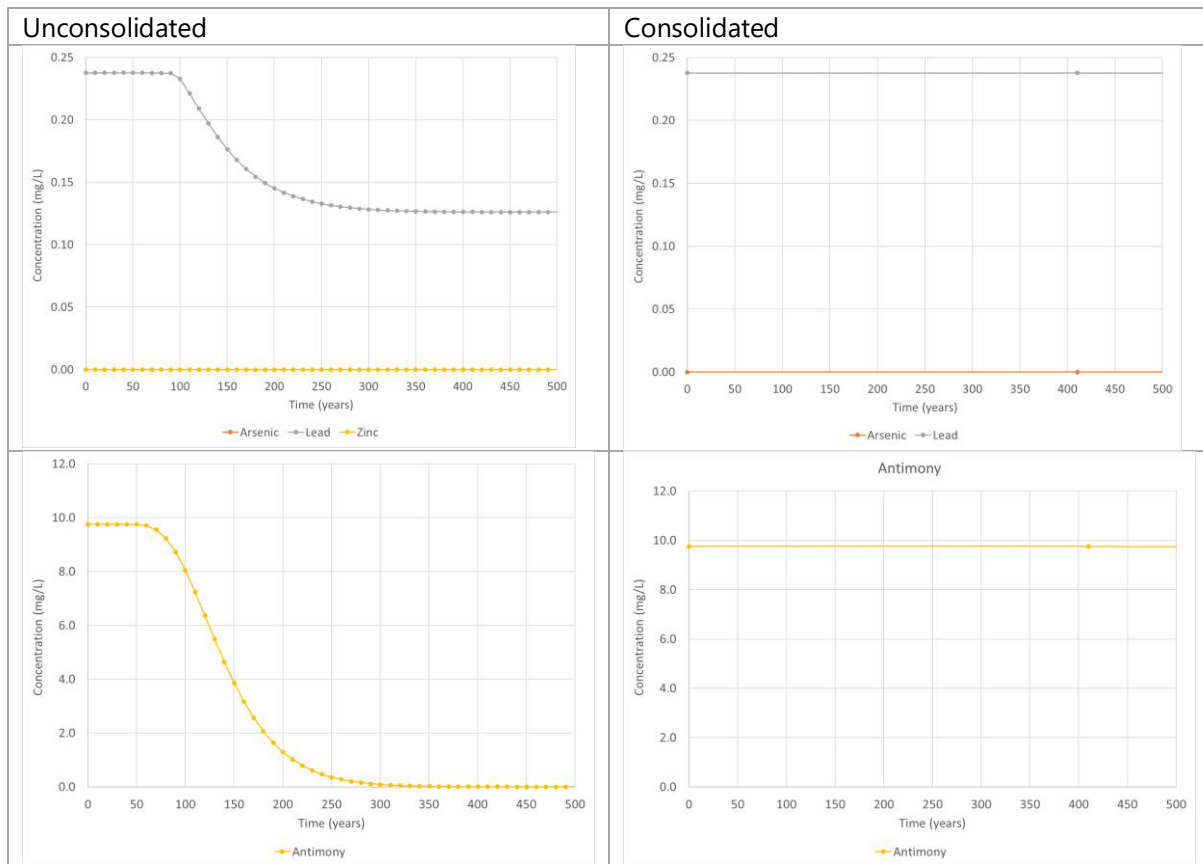 Unconsolidated
Consolidated
0.25
0.20
0.15
0.10
0.05
0.00
Concentration (mg/L)
0 50 100 150 200 250 300 350 400 450 500
Time (years)
Arsenic Lead Zinc
0.25
0.20
0.15
0.10
0.05
0.00
Concentration (mg/L)
0 50 100 150 200 250 300 350 400 450 500
Time (years)
Arsenic Lead
12.0
10.0
8.0
6.0
4.0
2.0
0.0
Concentration (mg/L)
0 50 100 150 200 250 300 350 400 450 500
Time (years)
Antimony
Antimony
12.0
10.0
8.0
6.0
4.0
2.0
0.0
Concentration (mg/L)
0 50 100 150 200 250 300 350 400 450 500
Time (years)
Antimony